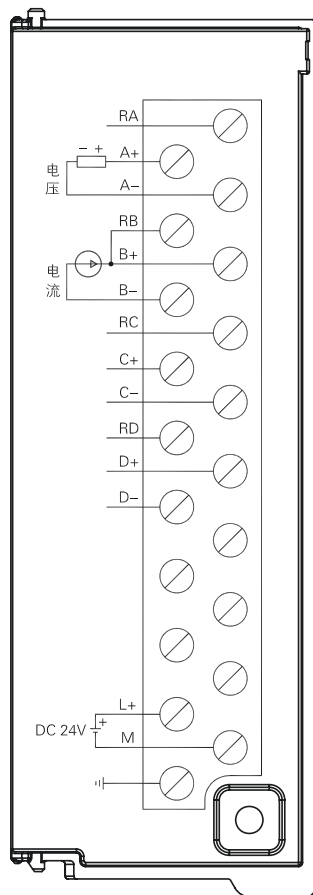 RA
A+
- +
电压
A-
RB
B+
电流
B-
RC
C+
C-
RD
D+
D-
L+
+
DC 24V
M